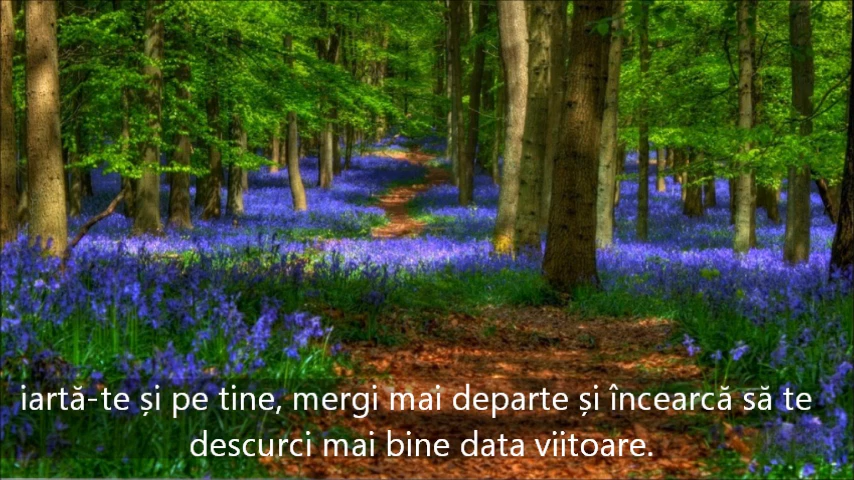 iartă-te și pe tine, mergi mai departe și încearcă să te
descurci mai bine data viitoare.